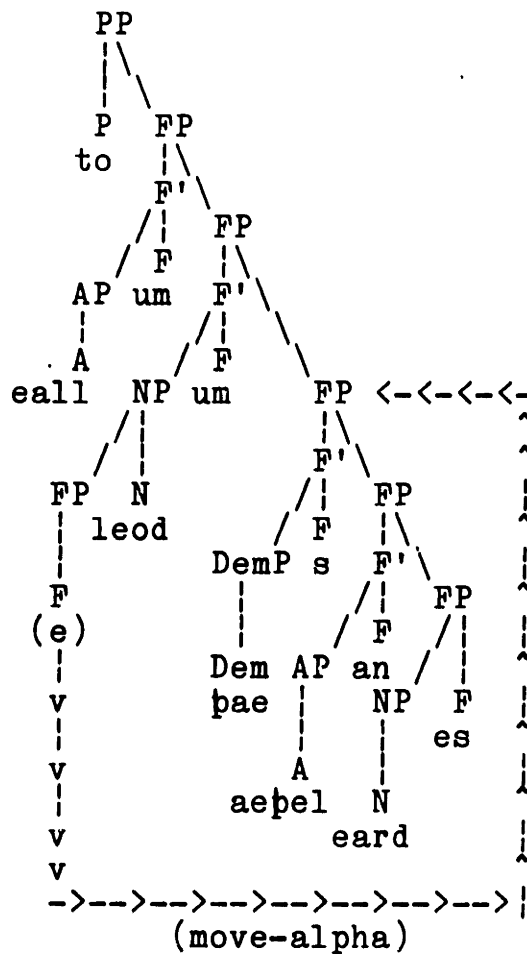 PP
P FP
to
F'
FP
F
AP um F'
A F
eall NP um FP <-<-<-<-
F'
FP N FP
leod F
DemP s F'
F FP
(e) F
Dem AP an
v þae NP F
es
v A
aeþel N
v eard
v
->-->-->-->-->-->-->-->
(move-alpha)